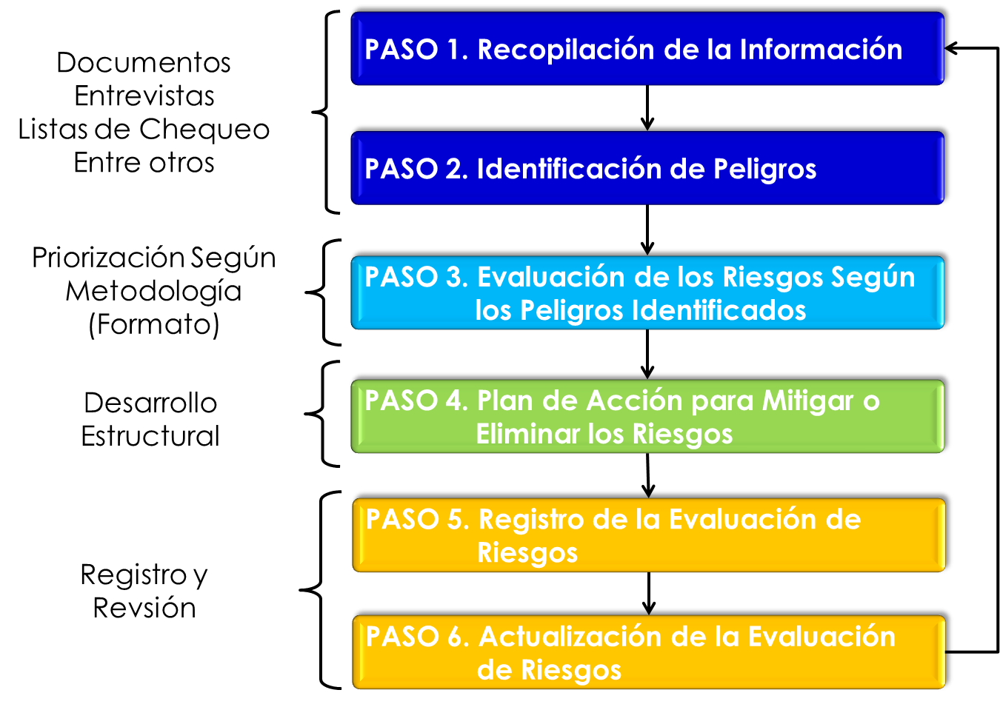 Documentos
Entrevistas
Listas de Chequeo
Entre otros
PASO 1. Recopilación de la Información
PASO 2. Identificación de Peligros
Priorización Según
Metodología
(Formato)
PASO 3. Evaluación de los Riesgos Según
los Peligros Identificados
Desarrollo
Estructural
PASO 4. Plan de Acción para Mitigar o
Eliminar los Riesgos
Registro y
Revsión
PASO 5. Registro de la Evaluación de
Riesgos
PASO 6. Actualización de la Evaluación
de Riesgos